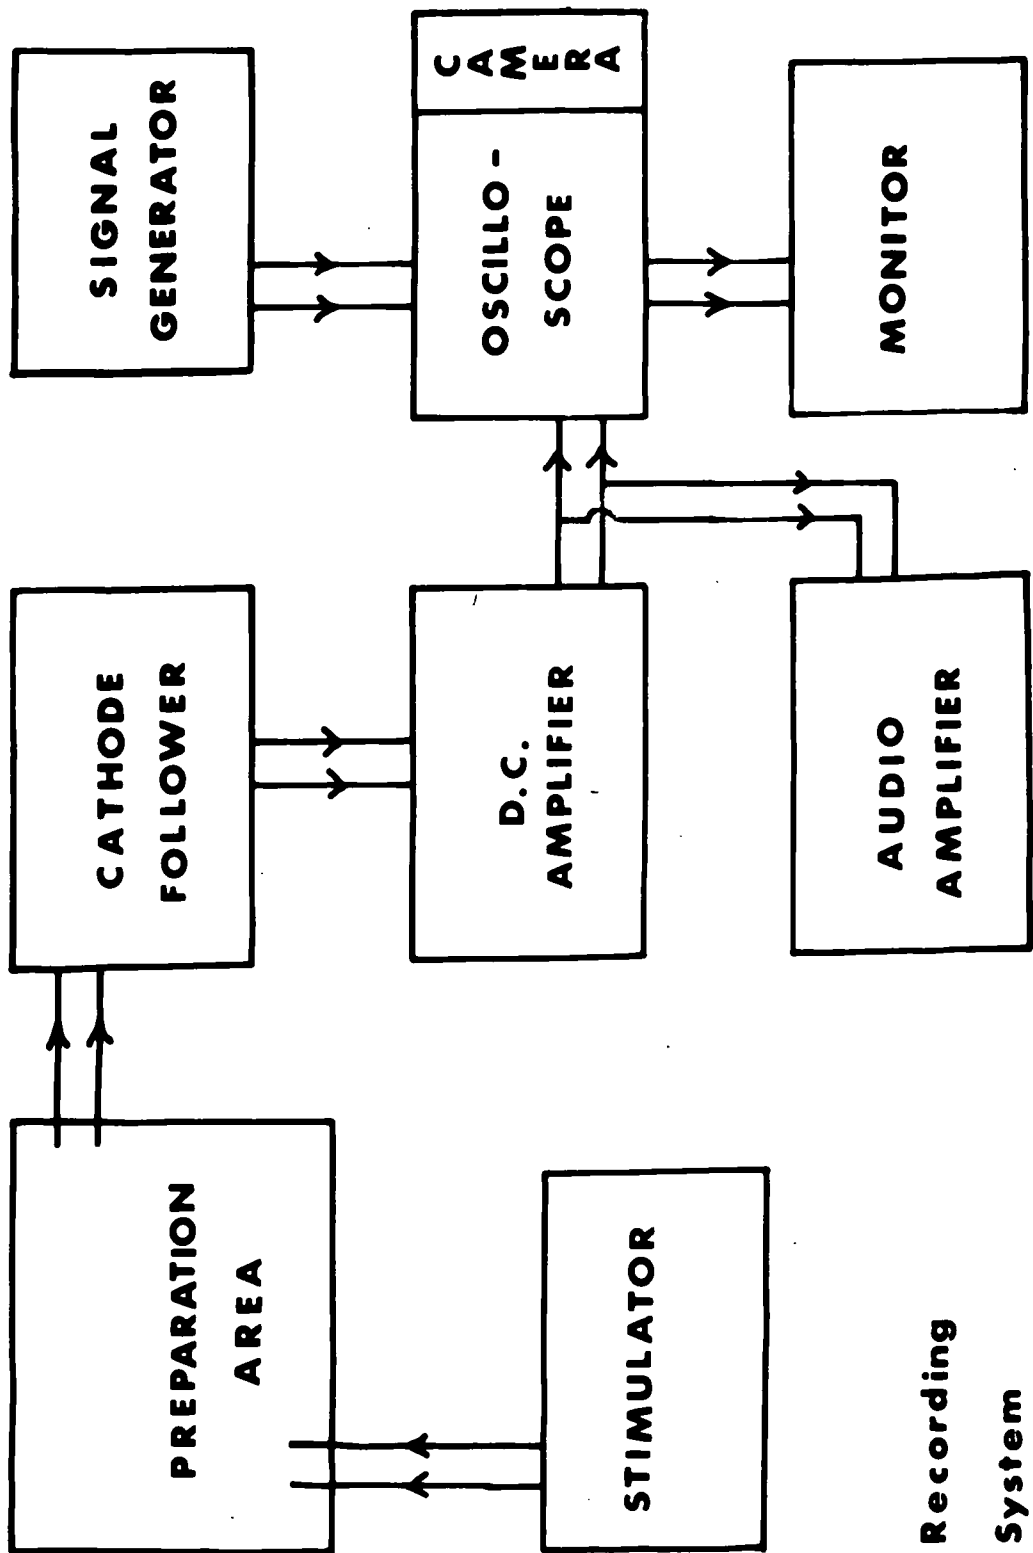 PREPARATION
AREA
CATHODE
FOLLOWER
SIGNAL
GENERATOR
STIMULATOR
D.C.
AMPLIFIER
OSCILLO-
SCOPE
CAMERA
AUDIO
AMPLIFIER
MONITOR
Recording
System